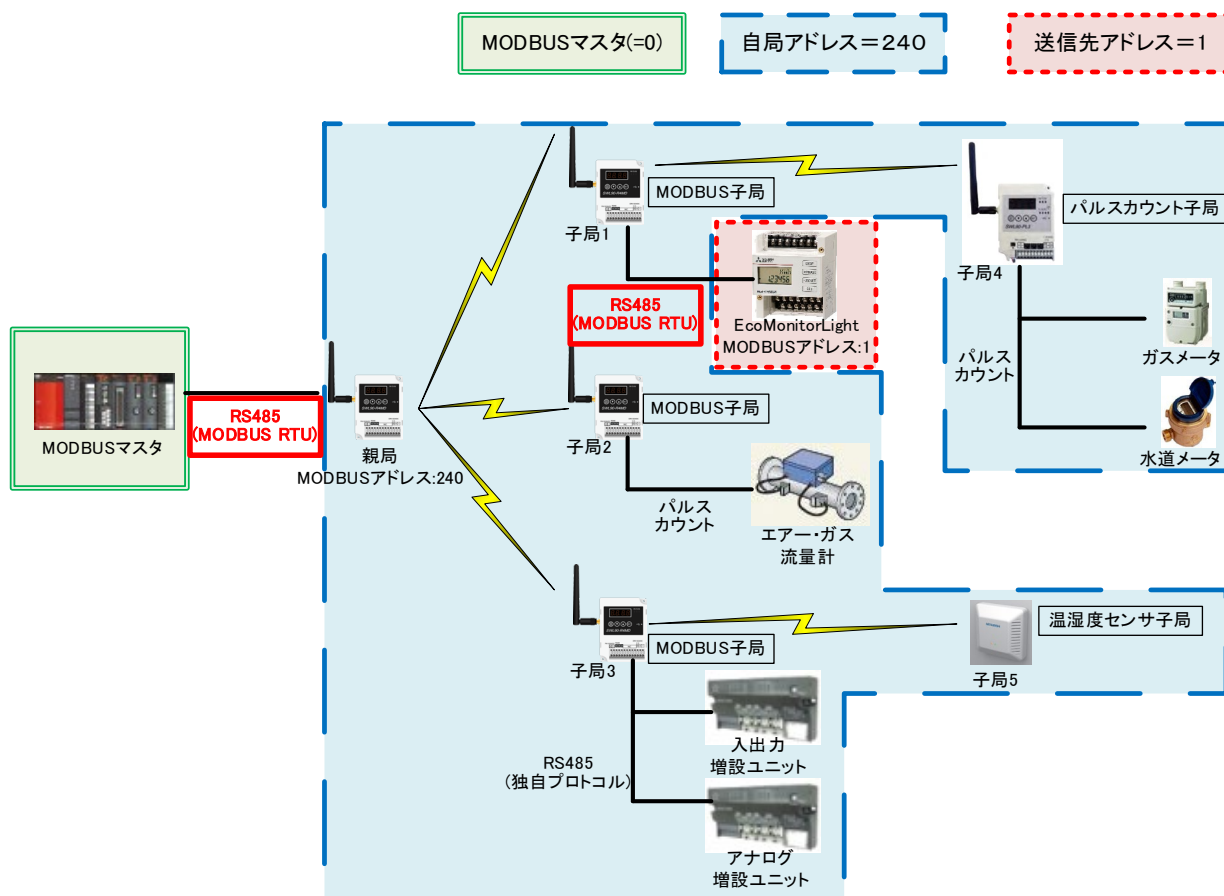 MODBUSマスタ(=0)
自局アドレス=240
送信先アドレス=1
MODBUS子局
子局1
パルスカウント子局
子局4
RS485
(MODBUS RTU)
EcoMonitorLight
MODBUSアドレス:1
パルス
カウント
ガスメータ
水道メータ
MODBUSマスタ
RS485
(MODBUS RTU)
親局
MODBUSアドレス:240
MODBUS子局
子局2
パルス
カウント
エアー・ガス
流量計
MODBUS子局
子局3
温湿度センサ子局
子局5
RS485
(独自プロトコル)
入出力
増設ユニット
アナログ
増設ユニット